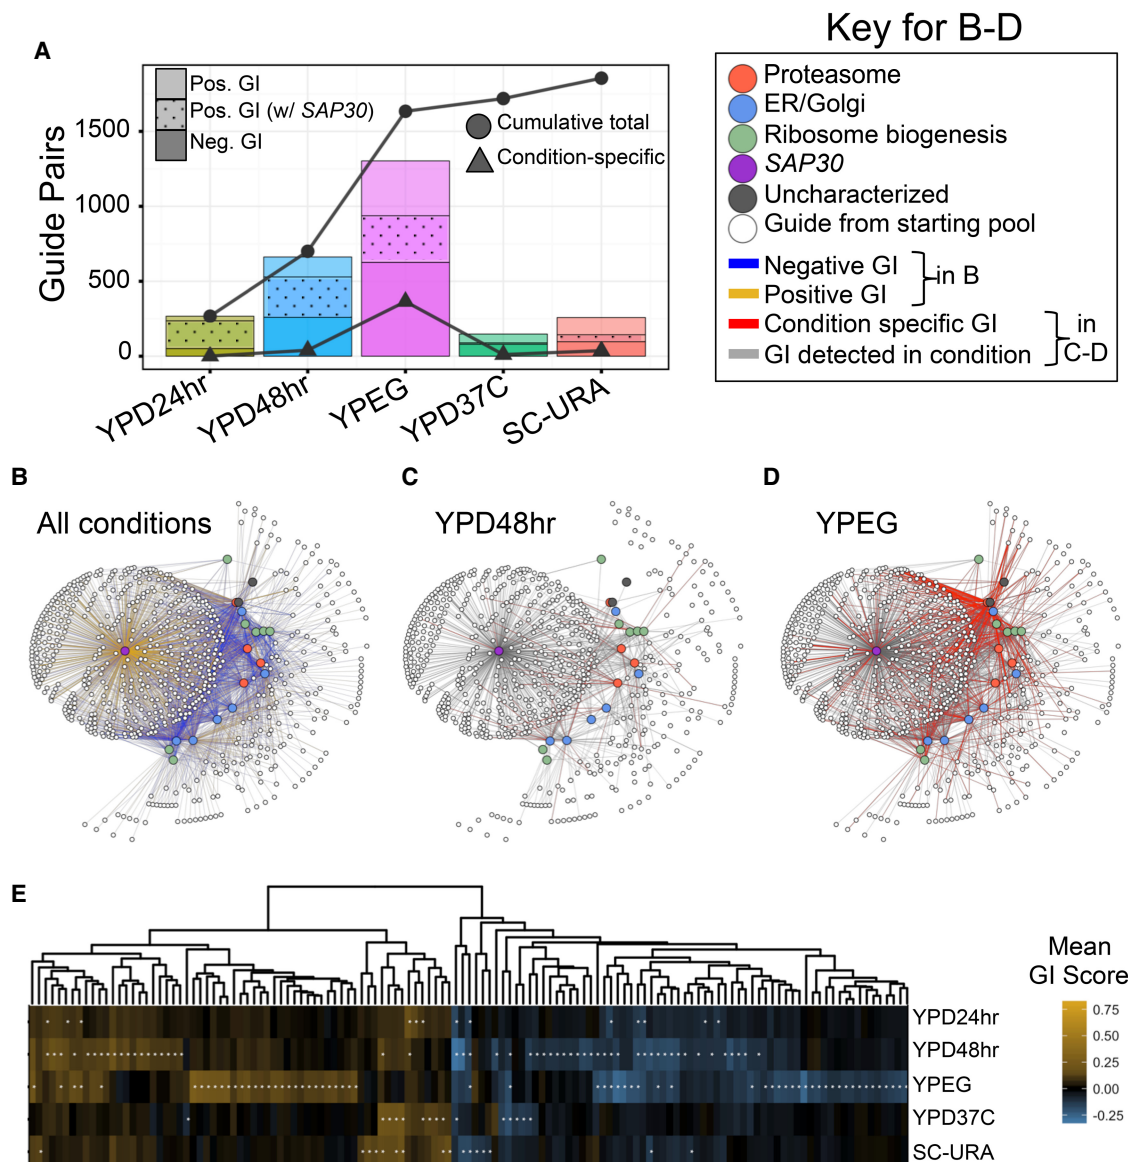 A
Pos. GI
Pos. GI (w/ SAP30)
Neg. GI
Cumulative total
Condition-specific
Guide Pairs
1500
1000
500
0
YPD24hr
YPD48hr
YPEG
YPD37C
SC-URA
Key for B-D
Proteasome
ER/Golgi
Ribosome biogenesis
SAP30
Uncharacterized
Guide from starting pool
Negative GI
Positive GI
in B
Condition specific GI
GI detected in condition
in
C-D
B
All conditions
C
YPD48hr
D
YPEG
E
YPD24hr
YPD48hr
YPEG
YPD37C
SC-URA
Mean
GI Score
0.75
0.50
0.25
0.00
-0.25